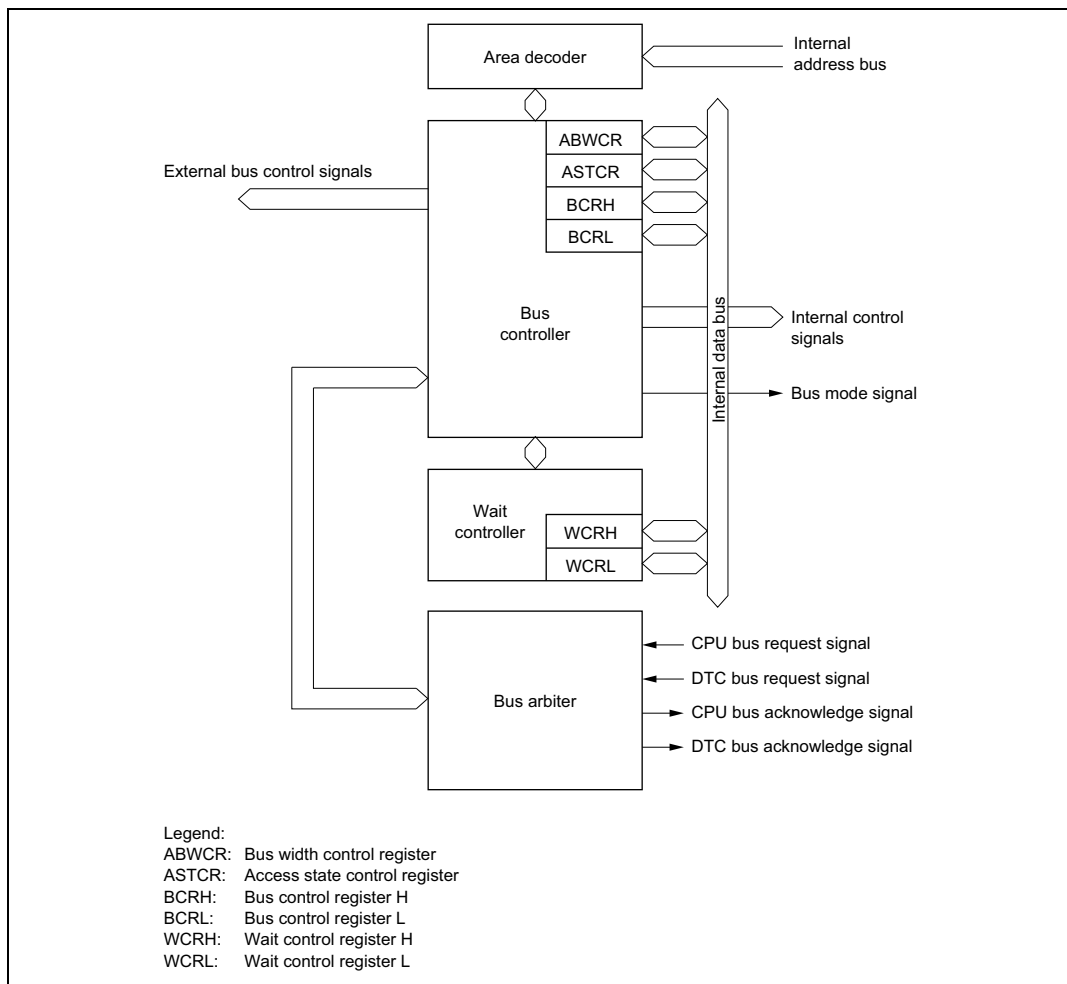 Area decoder
Internal
address bus
ABWCR
ASTCR
BCRH
BCRL
External bus control signals
Bus
controller
Internal data bus
Internal control
signals
Bus mode signal
Wait
controller
WCRH
WCRL
Bus arbiter
CPU bus request signal
DTC bus request signal
CPU bus acknowledge signal
DTC bus acknowledge signal
Legend:
ABWCR: Bus width control register
ASTCR: Access state control register
BCRH: Bus control register H
BCRL: Bus control register L
WCRH: Wait control register H
WCRL: Wait control register L